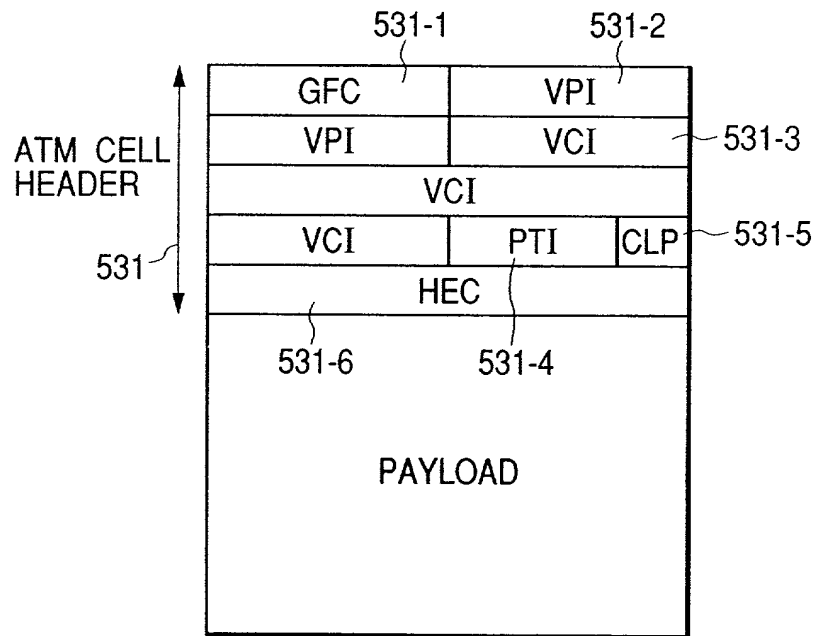 531-1
531-2
GFC
VPI
ATM CELL
HEADER
VPI
VCI
531-3
VCI
VCI
PTI
CLP
531-5
531
HEC
531-6
531-4
PAYLOAD